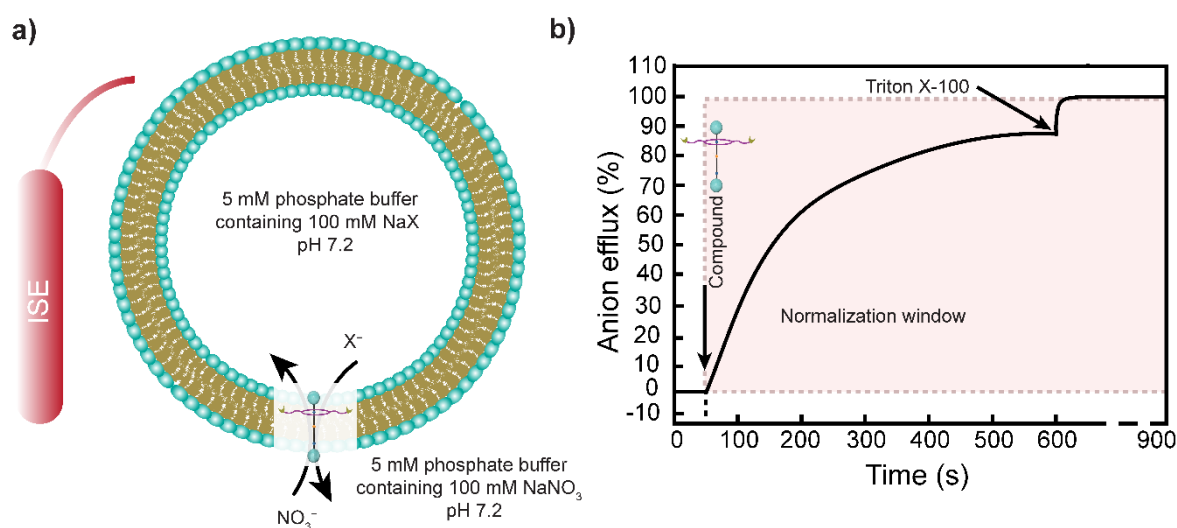 a)
ISE
5 mM phosphate buffer
containing 100 mM NaX
pH 7.2
X⁻
NO₃⁻
5 mM phosphate buffer
containing 100 mM NaNO₃
pH 7.2
b)
Anion efflux (%)
110
100
90
80
70
60
50
40
30
20
10
0
-10
Triton X-100
Compound
Normalization window
0 100 200 300 400 500 600 900
Time (s)